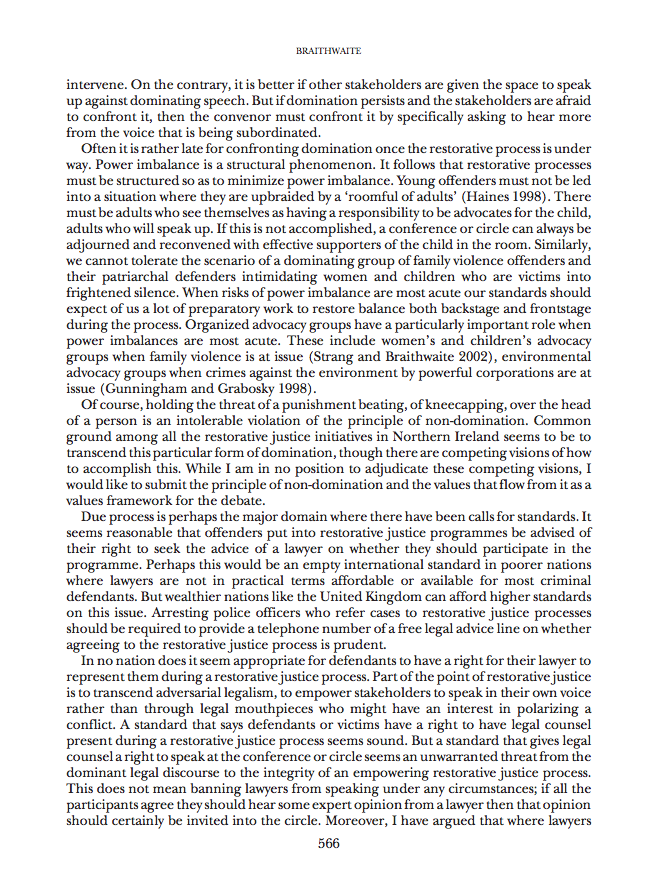 BRAITHWAITE
intervene. On the contrary, it is better if other stakeholders are given the space to speak
up against dominating speech. But if domination persists and the stakeholders are afraid
to confront it, then the convenor must confront it by specifically asking to hear more
from the voice that is being subordinated.
Often it is rather late for confronting domination once the restorative process is under
way. Power imbalance is a structural phenomenon. It follows that restorative processes
must be structured so as to minimize power imbalance. Young offenders must not be led
into a situation where they are upbraided by a ‘roomful of adults’ (Haines 1998). There
must be adults who see themselves as having a responsibility to be advocates for the child,
adults who will speak up. If this is not accomplished, a conference or circle can always be
adjourned and reconvened with effective supporters of the child in the room. Similarly,
we cannot tolerate the scenario of a dominating group of family violence offenders and
their patriarchal defenders intimidating women and children who are victims into
frightened silence. When risks of power imbalance are most acute our standards should
expect of us a lot of preparatory work to restore balance both backstage and frontstage
during the process. Organized advocacy groups have a particularly important role when
power imbalances are most acute. These include women’s and children’s advocacy
groups when family violence is at issue (Strang and Braithwaite 2002), environmental
advocacy groups when crimes against the environment by powerful corporations are at
issue (Gunningham and Grabosky 1998).
Of course, holding the threat of a punishment beating, of kneecapping, over the head
of a person is an intolerable violation of the principle of non-domination. Common
ground among all the restorative justice initiatives in Northern Ireland seems to be to
transcend this particular form of domination, though there are competing visions of how
to accomplish this. While I am in no position to adjudicate these competing visions, I
would like to submit the principle of non-domination and the values that flow from it as a
values framework for the debate.
Due process is perhaps the major domain where there have been calls for standards. It
seems reasonable that offenders put into restorative justice programmes be advised of
their right to seek the advice of a lawyer on whether they should participate in the
programme. Perhaps this would be an empty international standard in poorer nations
where lawyers are not in practical terms affordable or available for most criminal
defendants. But wealthier nations like the United Kingdom can afford higher standards
on this issue. Arresting police officers who refer cases to restorative justice processes
should be required to provide a telephone number of a free legal advice line on whether
agreeing to the restorative justice process is prudent.
In no nation does it seem appropriate for defendants to have a right for their lawyer to
represent them during a restorative justice process. Part of the point of restorative justice
is to transcend adversarial legalism, to empower stakeholders to speak in their own voice
rather than through legal mouthpieces who might have an interest in polarizing a
conflict. A standard that says defendants or victims have a right to have legal counsel
present during a restorative justice process seems sound. But a standard that gives legal
counsel a right to speak at the conference or circle seems an unwarranted threat from the
dominant legal discourse to the integrity of an empowering restorative justice process.
This does not mean banning lawyers from speaking under any circumstances; if all the
participants agree they should hear some expert opinion from a lawyer then that opinion
should certainly be invited into the circle. Moreover, I have argued that where lawyers
566